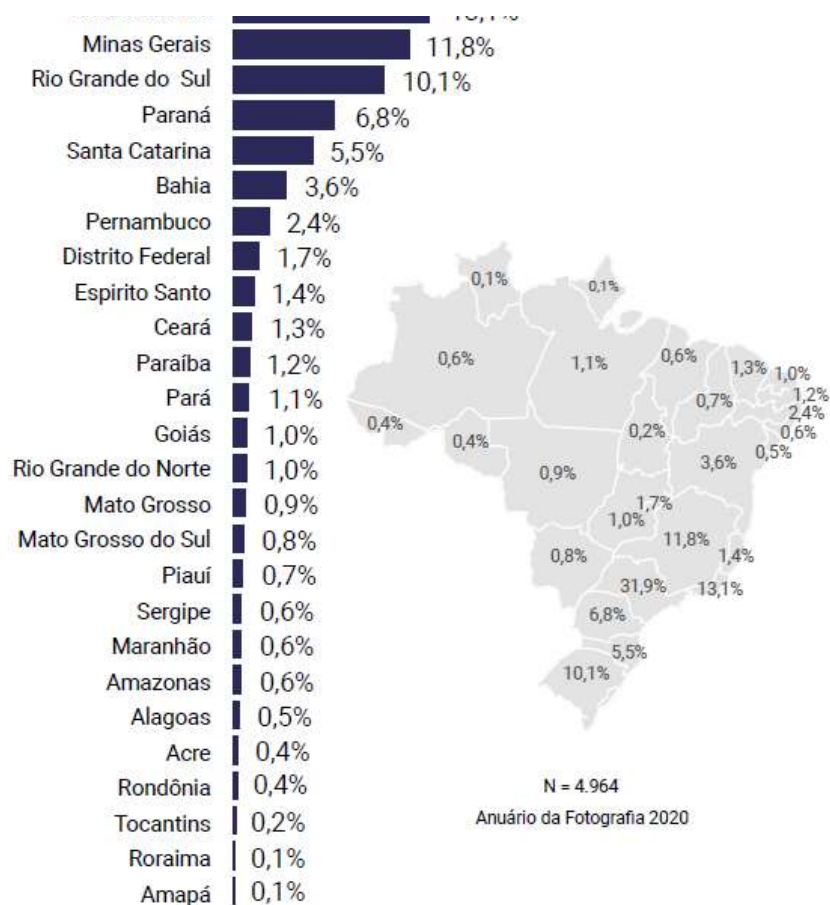 Minas Gerais 11,8%
Rio Grande do Sul 10,1%
Paraná 6,8%
Santa Catarina 5,5%
Bahia 3,6%
Pernambuco 2,4%
Distrito Federal 1,7%
Espirito Santo 1,4%
Ceará 1,3%
Paraíba 1,2%
Pará 1,1%
Goiás 1,0%
Rio Grande do Norte 1,0%
Mato Grosso 0,9%
Mato Grosso do Sul 0,8%
Piauí 0,7%
Sergipe 0,6%
Maranhão 0,6%
Amazonas 0,6%
Alagoas 0,5%
Acre 0,4%
Rondônia 0,4%
Tocantins 0,2%
Roraima 0,1%
Amapá 0,1%
0,1%
0,1%
0,6%
1,1%
0,6%
1,3%
1,0%
1,2%
2,4%
0,6%
0,5%
0,7%
0,4%
0,4%
0,2%
3,6%
0,9%
1,7%
1,0%
11,8%
1,4%
0,8%
31,9%
13,1%
6,8%
5,5%
10,1%
N = 4.964
Anuário da Fotografia 2020